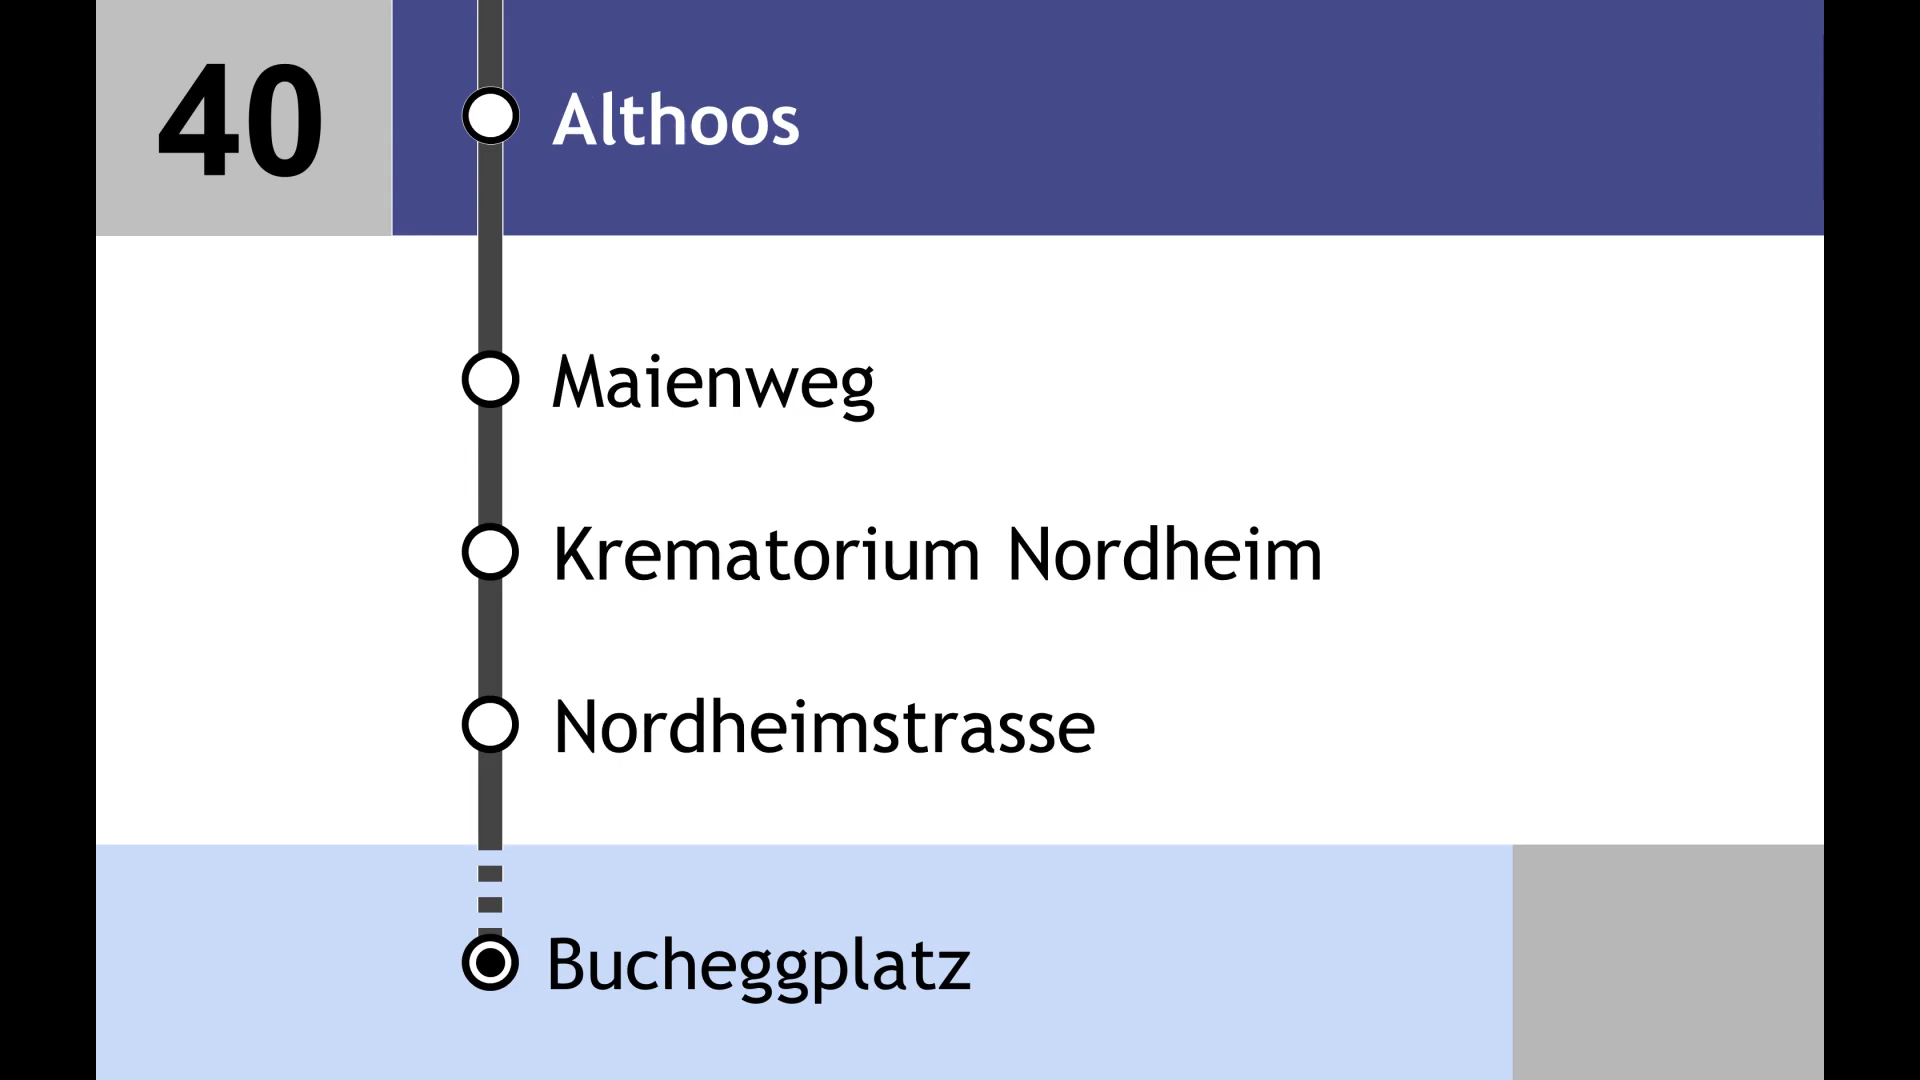 40
Althoos
Maienweg
Krematorium Nordheim
Nordheimstrasse
Bucheggplatz